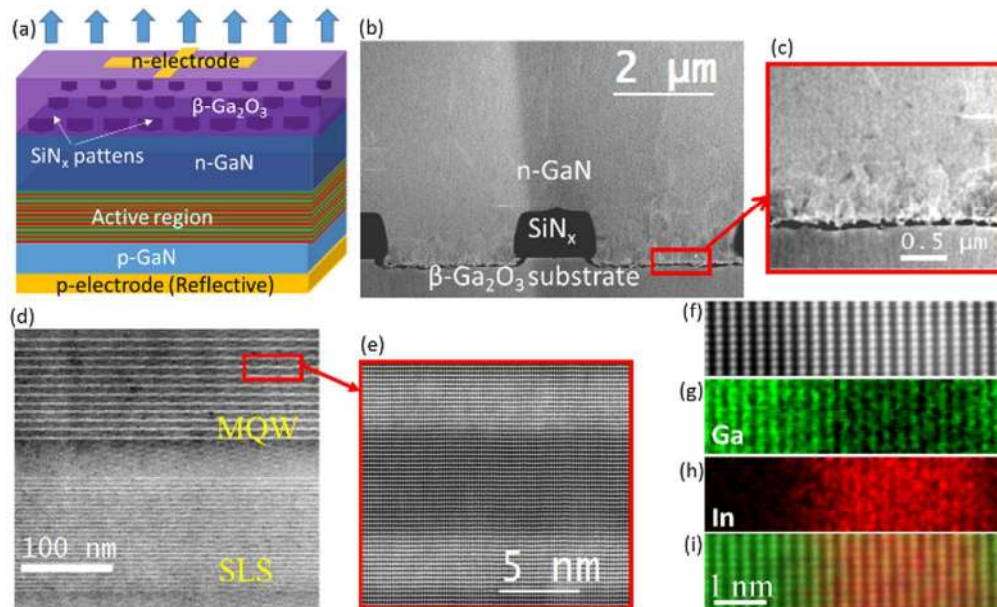 (a)
n-electrode
β-Ga₂O₃
SiNₓ pattens
n-GaN
Active region
p-GaN
p-electrode (Reflective)
(b)
2 μm
n-GaN
SiNₓ
β-Ga₂O₃ substrate
(c)
0.5 μm
(d)
MQW
100 nm
SLS
(e)
5 nm
(f)
(g)
Ga
(h)
In
(i)
1 nm